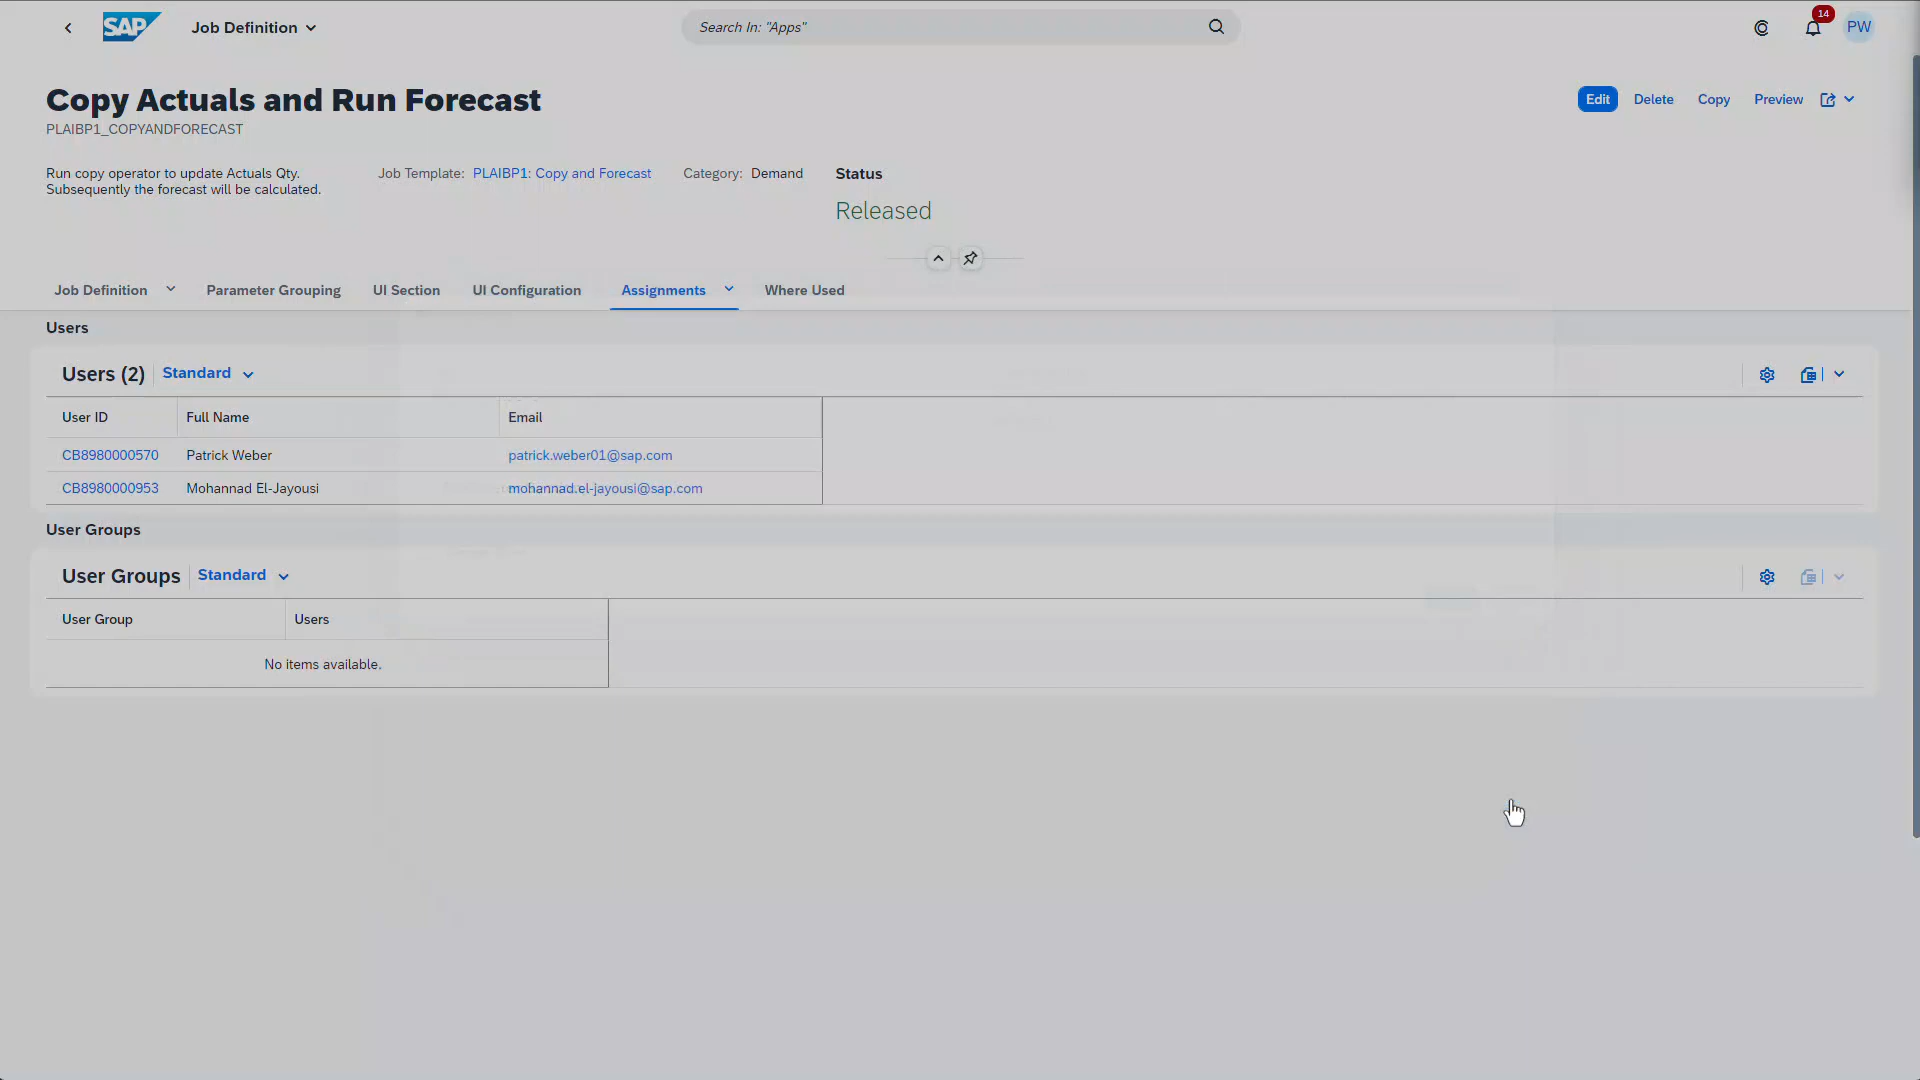 SAP
Job Definition
Search In: "Apps"
14
PW
Copy Actuals and Run Forecast
Edit
Delete
Copy
Preview
PLAIBP1_COPYANDFORECAST
Run copy operator to update Actuals Qty.
Subsequently the forecast will be calculated.
Job Template: PLAIBP1: Copy and Forecast
Category: Demand
Status
Released
Job Definition
Parameter Grouping
UI Section
UI Configuration
Assignments
Where Used
Users
Users (2)
Standard
User ID
Full Name
Email
CB8980000570
Patrick Weber
patrick.weber01@sap.com
CB8980000953
Mohannad El-Jayousi
mohannad.el-jayousi@sap.com
User Groups
User Groups
Standard
User Group
Users
No items available.